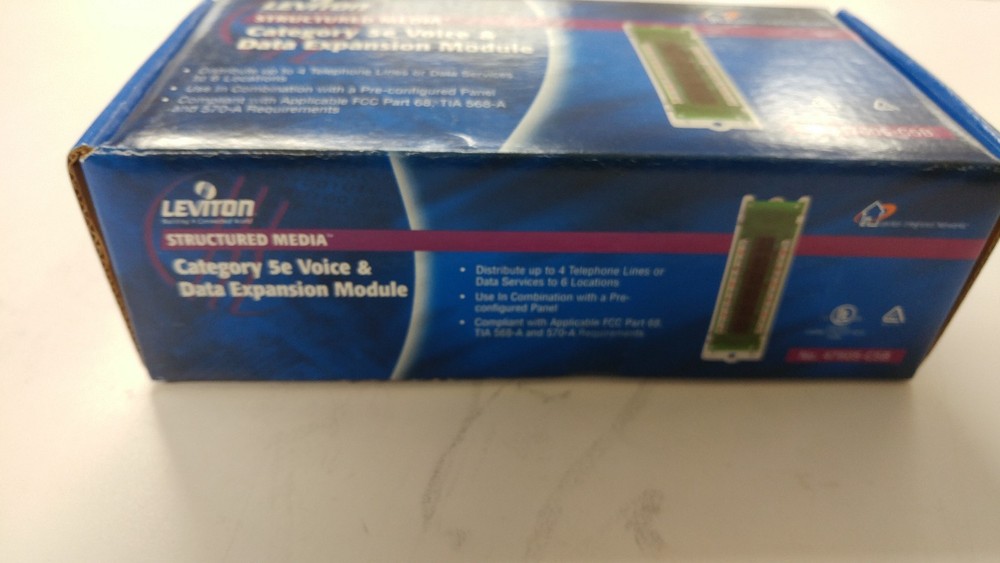 LEVITON
STRUCTURED MEDIA™
Category 5e Voice &
Data Expansion Module
• Distribute up to 4 Telephone Lines or Data Services
to 6 Locations
• Use In Combination with a Pre-configured Panel
• Compliant with Applicable FCC Part 68, TIA 568-A
and 570-A Requirements
LEVITON
STRUCTURED MEDIA™
Category 5e Voice &
Data Expansion Module
• Distribute up to 4 Telephone Lines or
Data Services to 6 Locations
• Use In Combination with a Pre-
configured Panel
• Compliant with Applicable FCC Part 68,
TIA 568-A and 570-A Requirements